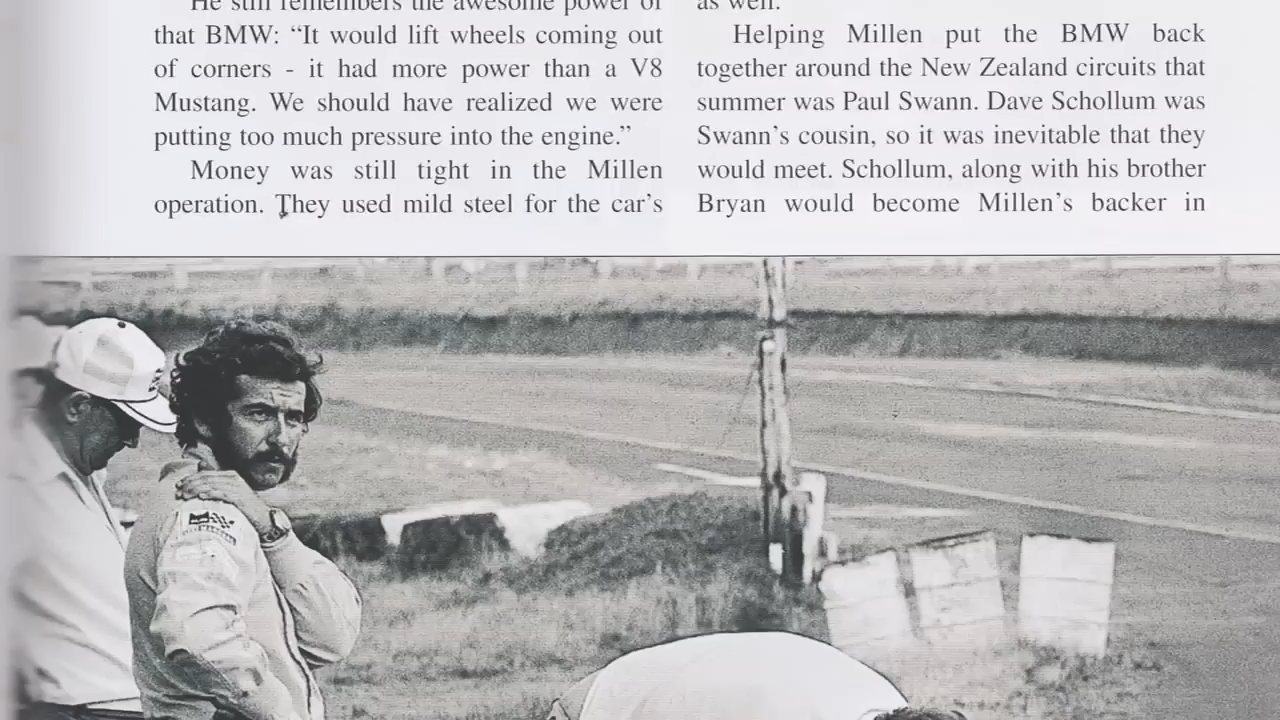 He still remembers the awesome power of
that BMW: “It would lift wheels coming out
of corners - it had more power than a V8
Mustang. We should have realized we were
putting too much pressure into the engine.”
Money was still tight in the Millen
operation. They used mild steel for the car’s
as well.
Helping Millen put the BMW back
together around the New Zealand circuits that
summer was Paul Swann. Dave Schollum was
Swann’s cousin, so it was inevitable that they
would meet. Schollum, along with his brother
Bryan would become Millen’s backer in